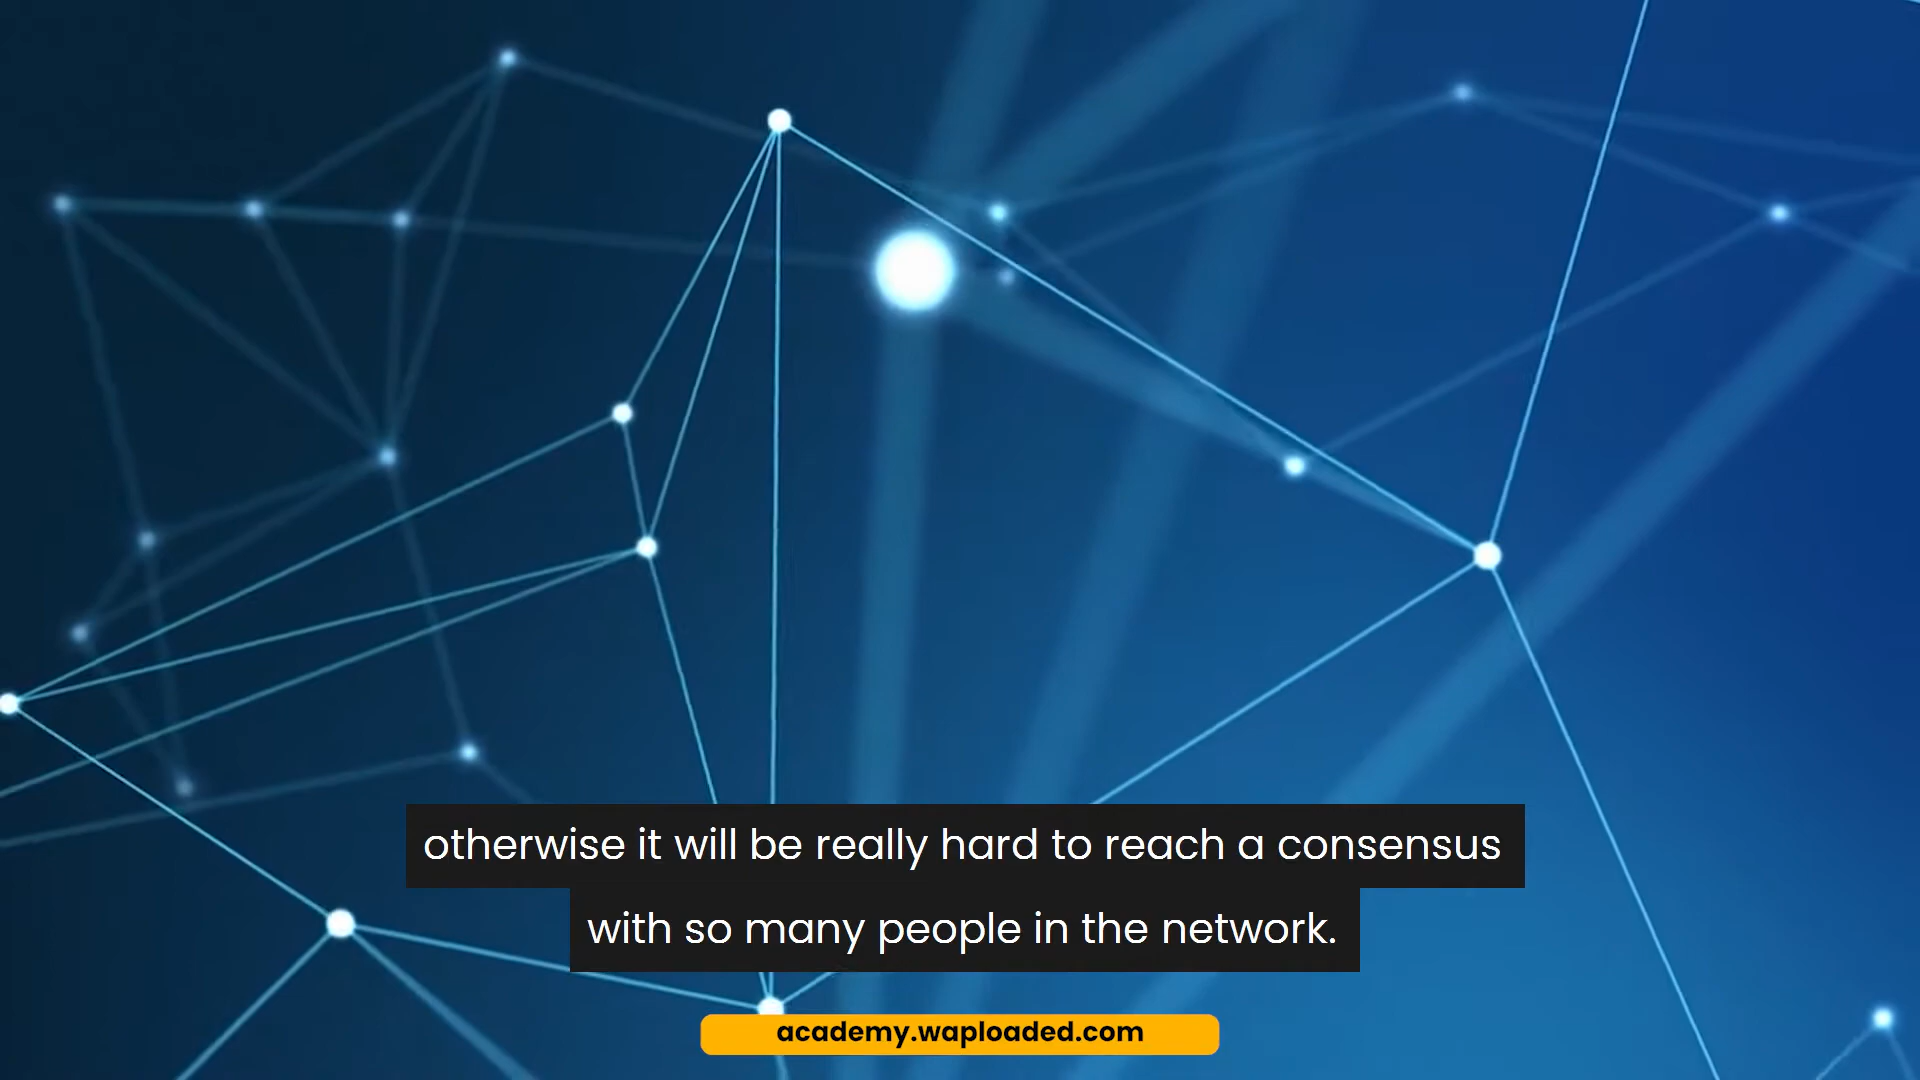 otherwise it will be really hard to reach a consensus
with so many people in the network.
academy.waploaded.com